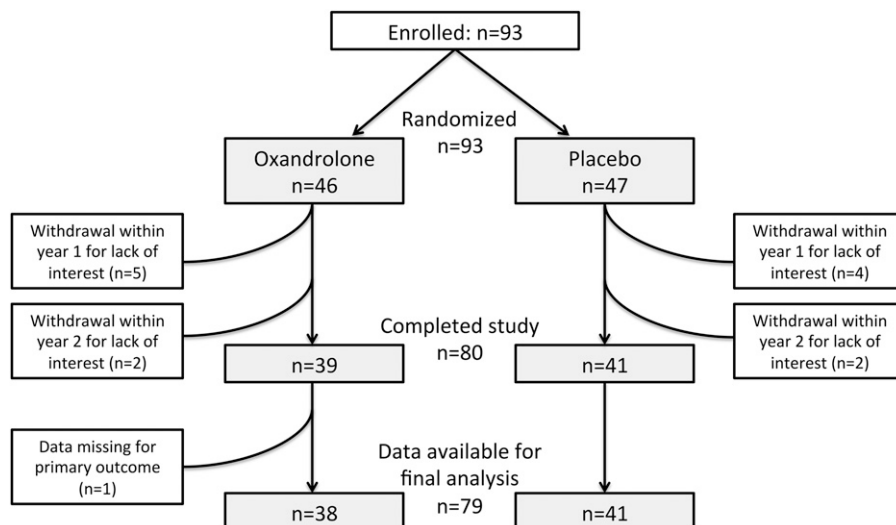 Enrolled: n=93
Randomized
n=93
Oxandrolone
n=46
Placebo
n=47
Withdrawal within
year 1 for lack of
interest (n=5)
Withdrawal within
year 1 for lack of
interest (n=4)
Withdrawal within
year 2 for lack of
interest (n=2)
Completed study
n=80
Withdrawal within
year 2 for lack of
interest (n=2)
n=39
n=41
Data missing for
primary outcome
(n=1)
Data available for
final analysis
n=79
n=38
n=41